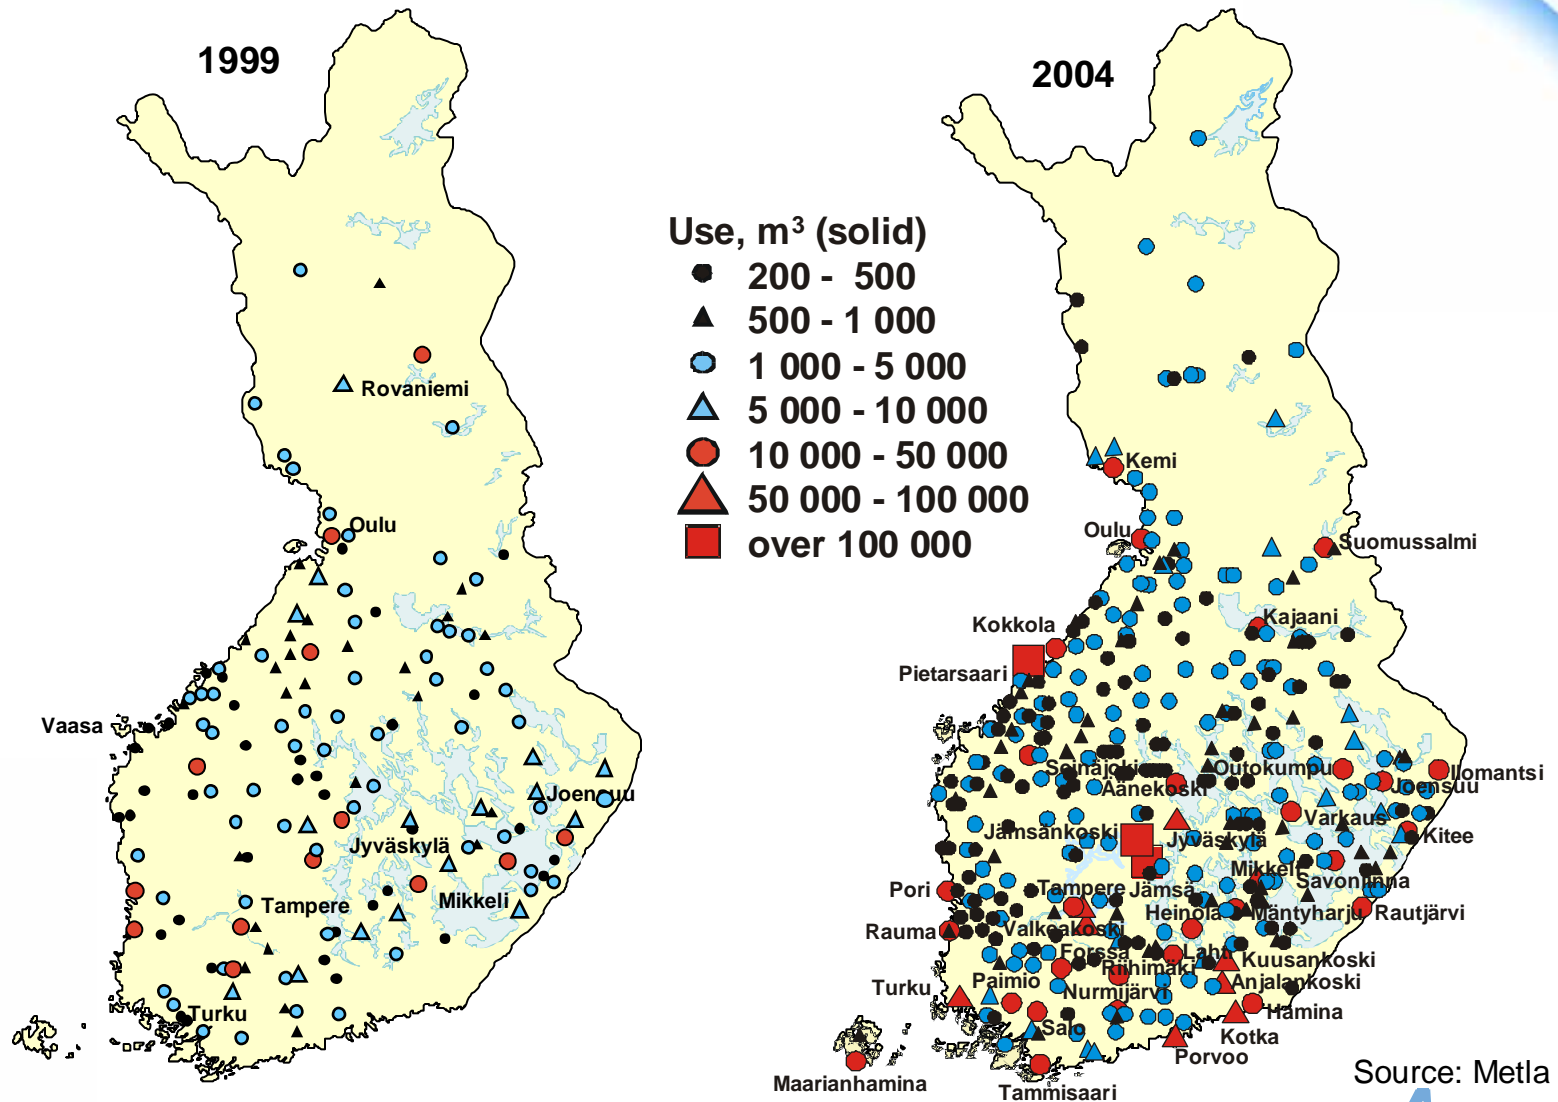 1999
Rovaniemi
Oulu
Vaasa
Joensuu
Jyväskylä
Mikkeli
Tampere
Turku
Use, m³ (solid)
200 - 500
500 - 1 000
1 000 - 5 000
5 000 - 10 000
10 000 - 50 000
50 000 - 100 000
over 100 000
2004
Kemi
Oulu
Suomussalmi
Kokkola
Kajaani
Pietarsaari
Seinäjoki
Outokumpu
Ilomantsi
Äänekoski
Joensuu
Varkaus
Jämsänkoski
Jyväskylä
Kitee
Mikkeli
Savonlinna
Pori
Tampere
Jämsä
Heinola
Mäntyharju
Rautjärvi
Rauma
Valkeakoski
Forssa
Lahti
Kuusankoski
Riihimäki
Turku
Paimio
Nurmijärvi
Anjalankoski
Hamina
Salo
Kotka
Porvoo
Maarianhamina
Tammisaari
Source: Metla